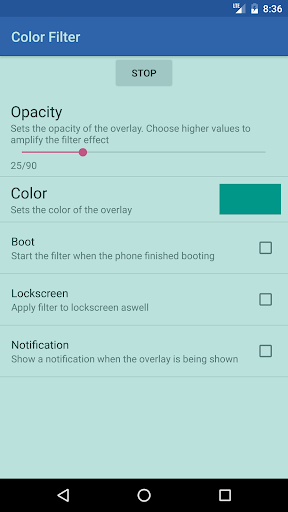 LTE 8:36
Color Filter
STOP
Opacity
Sets the opacity of the overlay. Choose higher values to
amplify the filter effect
25/90
Color
Sets the color of the overlay
Boot
Start the filter when the phone finished booting
Lockscreen
Apply filter to lockscreen aswell
Notification
Show a notification when the overlay is being shown